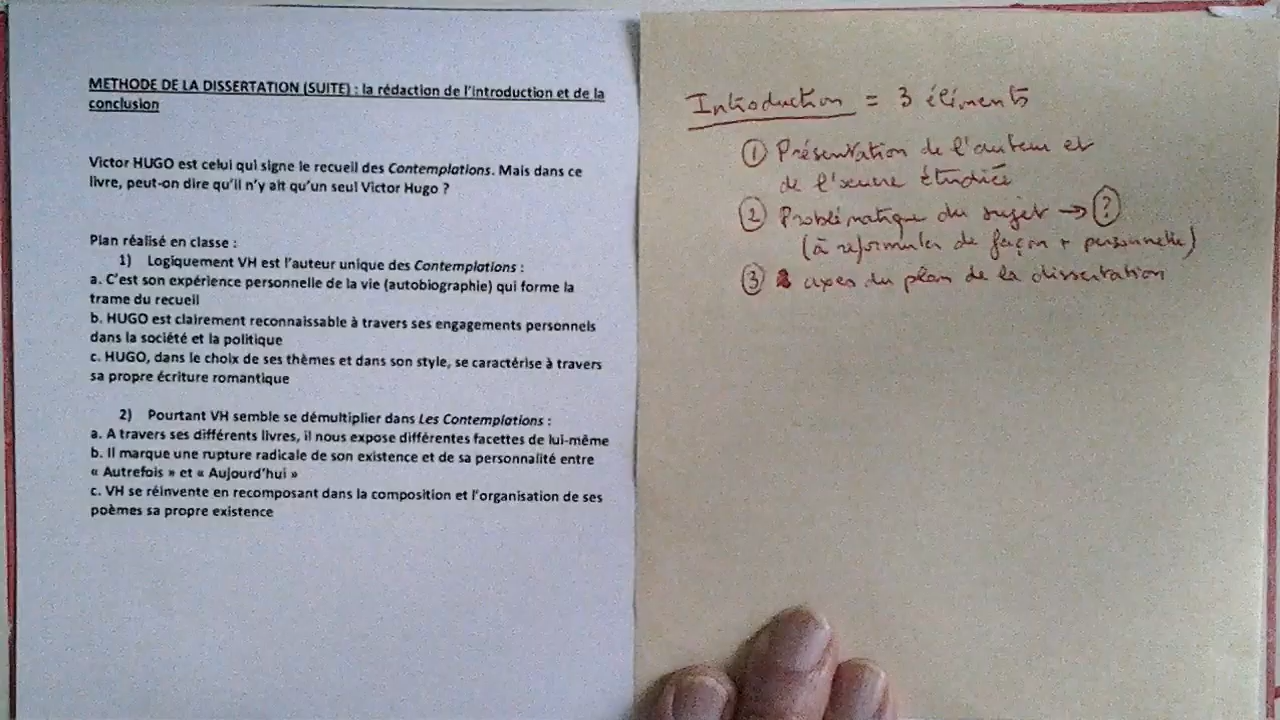 METHODE DE LA DISSERTATION (SUITE) : la rédaction de l'introduction et de la
conclusion
Victor HUGO est celui qui signe le recueil des Contemplations. Mais dans ce
livre, peut-on dire qu'il n'y ait qu'un seul Victor Hugo ?
Plan réalisé en classe :
1) Logiquement VH est l'auteur unique des Contemplations :
a. C'est son expérience personnelle de la vie (autobiographie) qui forme la
trame du recueil
b. HUGO est clairement reconnaissable à travers ses engagements personnels
dans la société et la politique
c. HUGO, dans le choix de ses thèmes et dans son style, se caractérise à travers
sa propre écriture romantique
2) Pourtant VH semble se démultiplier dans Les Contemplations :
a. A travers ses différents livres, il nous expose différentes facettes de lui-même
b. Il marque une rupture radicale de son existence et de sa personnalité entre
« Autrefois » et « Aujourd'hui »
c. VH se réinvente en recomposant dans la composition et l'organisation de ses
poèmes sa propre existence
Introduction = 3 éléments
① Présentation de l'auteur et
de l'œuvre étudiée
② Problématique du sujet → ?
(à reformuler de façon + personnelle)
③ axes du plan de la dissertation